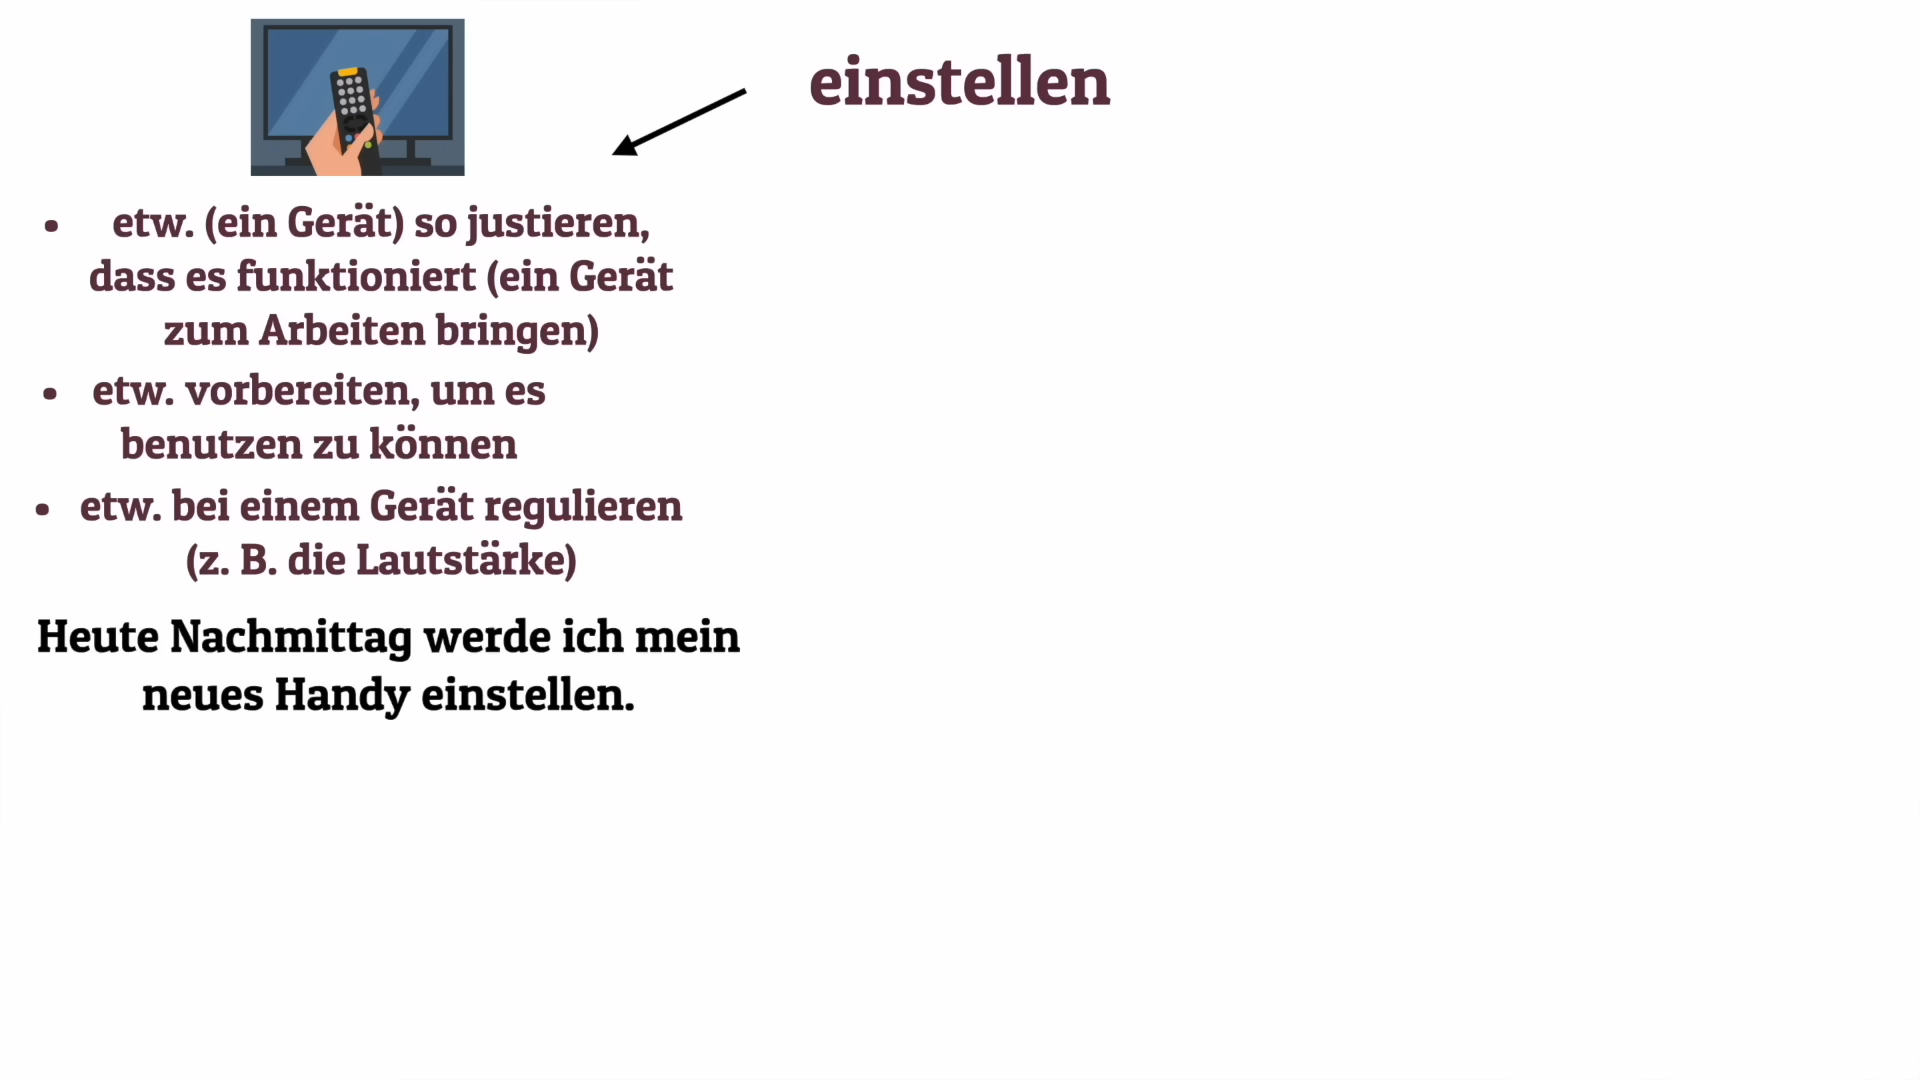 einstellen
• etw. (ein Gerät) so justieren,
dass es funktioniert (ein Gerät
zum Arbeiten bringen)
• etw. vorbereiten, um es
benutzen zu können
• etw. bei einem Gerät regulieren
(z. B. die Lautstärke)
Heute Nachmittag werde ich mein
neues Handy einstellen.